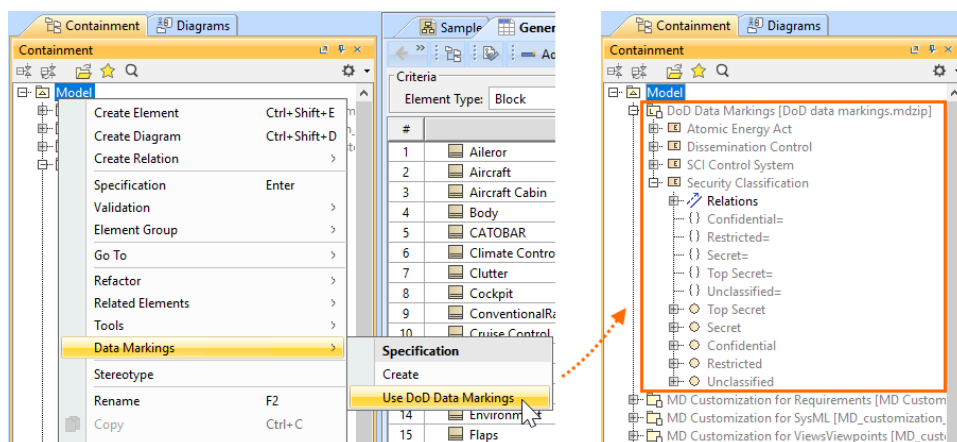 Containment
Diagrams
Containment
Model
Create Element Ctrl+Shift+E
Create Diagram Ctrl+Shift+D
Create Relation
Specification Enter
Validation
Element Group
Go To
Refactor
Related Elements
Tools
Data Markings
Stereotype
Rename F2
Copy Ctrl+C
Specification
Create
Use DoD Data Markings
Sample
Gener
Ad
Criteria
Element Type: Block
#
1 Aileror
2 Aircraft
3 Aircraft Cabin
4 Body
5 CATOBAR
6 Climate Contro
7 Clutter
8 Cockpit
9 ConventionalRa
10 Cruise Control
14 Environment
15 Flaps
Containment
Diagrams
Containment
Model
DoD Data Markings [DoD data markings.mdzip]
Atomic Energy Act
Dissemination Control
SCI Control System
Security Classification
Relations
{} Confidential=
{} Restricted=
{} Secret=
{} Top Secret=
{} Unclassified=
Top Secret
Secret
Confidential
Restricted
Unclassified
MD Customization for Requirements [MD Custom
MD Customization for SysML [MD_customization_
MD Customization for ViewsViewpoints [MD_cust